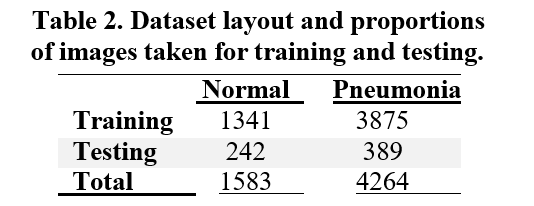 Table 2. Dataset layout and proportions
of images taken for training and testing.
Normal Pneumonia
Training 1341 3875
Testing 242 389
Total 1583 4264